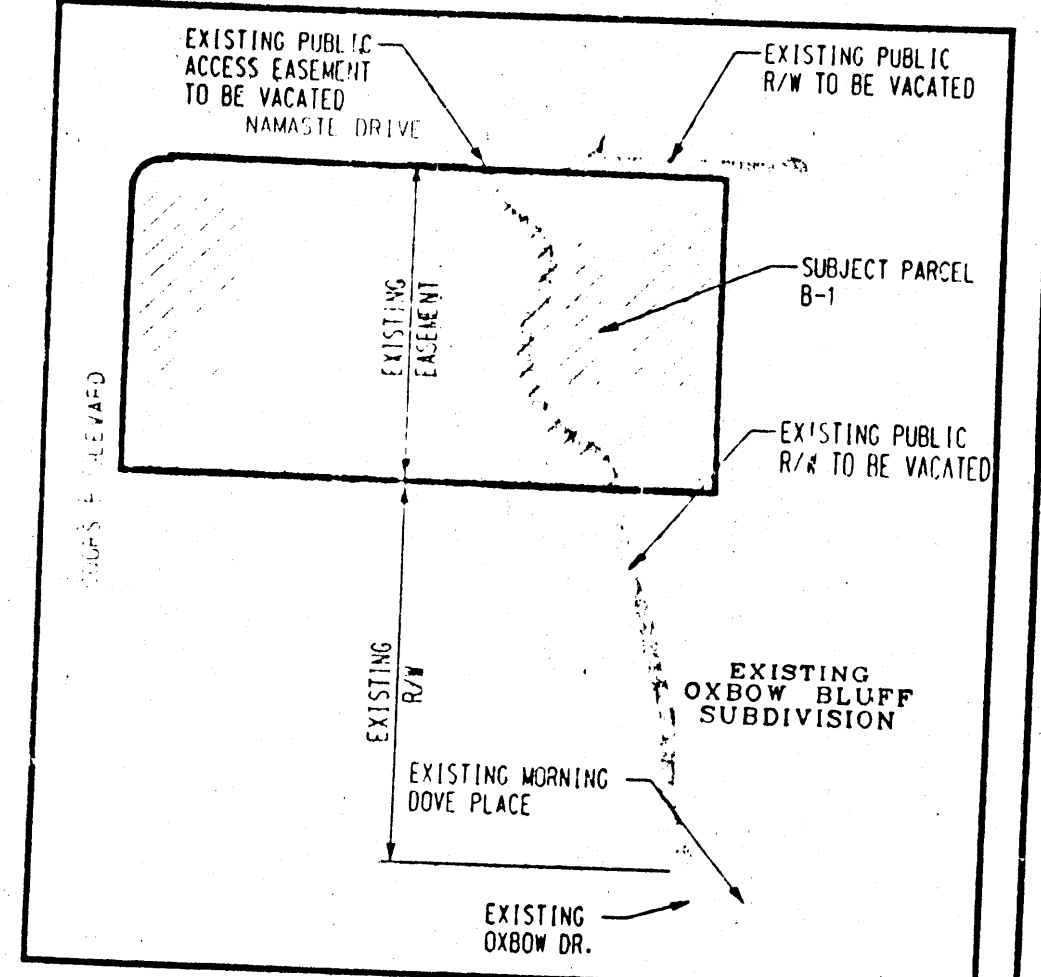 EXISTING PUBLIC
ACCESS EASEMENT
TO BE VACATED
NAMASTE DRIVE
EXISTING PUBLIC
R/W TO BE VACATED
SUBJECT PARCEL
B-1
EXISTING
EASEMENT
EXISTING PUBLIC
R/W TO BE VACATED
EXISTING
R/W
EXISTING
OXBOW BLUFF
SUBDIVISION
EXISTING MORNING
DOVE PLACE
EXISTING
OXBOW DR.